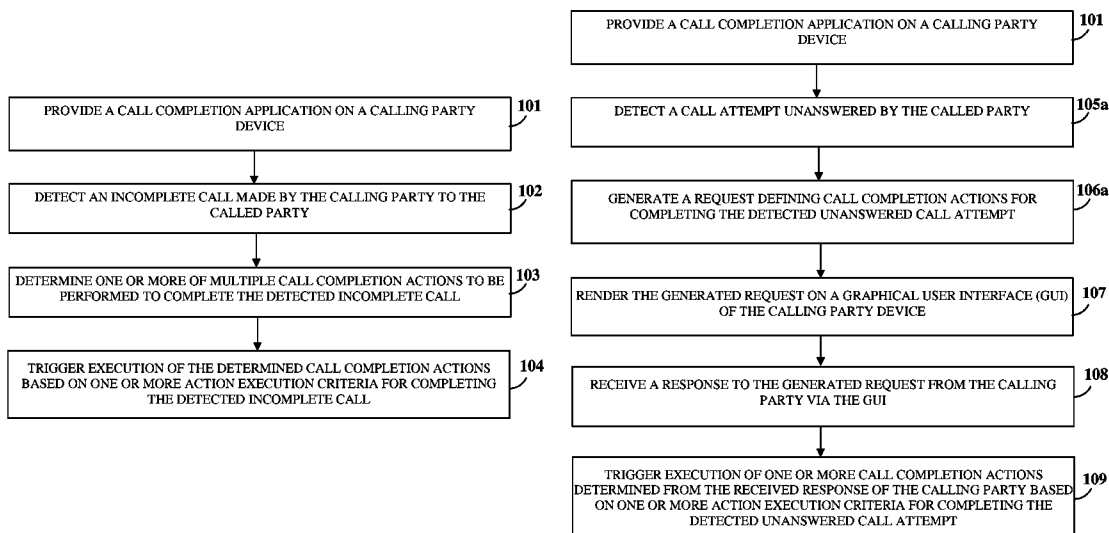 PROVIDE A CALL COMPLETION APPLICATION ON A CALLING PARTY
DEVICE
101
DETECT AN INCOMPLETE CALL MADE BY THE CALLING PARTY TO THE
CALLED PARTY
102
DETERMINE ONE OR MORE OF MULTIPLE CALL COMPLETION ACTIONS TO BE
PERFORMED TO COMPLETE THE DETECTED INCOMPLETE CALL
103
TRIGGER EXECUTION OF THE DETERMINED CALL COMPLETION ACTIONS
BASED ON ONE OR MORE ACTION EXECUTION CRITERIA FOR COMPLETING
THE DETECTED INCOMPLETE CALL
104
PROVIDE A CALL COMPLETION APPLICATION ON A CALLING PARTY
DEVICE
101
DETECT A CALL ATTEMPT UNANSWERED BY THE CALLED PARTY
105a
GENERATE A REQUEST DEFINING CALL COMPLETION ACTIONS FOR
COMPLETING THE DETECTED UNANSWERED CALL ATTEMPT
106a
RENDER THE GENERATED REQUEST ON A GRAPHICAL USER INTERFACE (GUI)
OF THE CALLING PARTY DEVICE
107
RECEIVE A RESPONSE TO THE GENERATED REQUEST FROM THE CALLING
PARTY VIA THE GUI
108
TRIGGER EXECUTION OF ONE OR MORE CALL COMPLETION ACTIONS
DETERMINED FROM THE RECEIVED RESPONSE OF THE CALLING PARTY BASED
ON ONE OR MORE ACTION EXECUTION CRITERIA FOR COMPLETING THE
DETECTED UNANSWERED CALL ATTEMPT
109